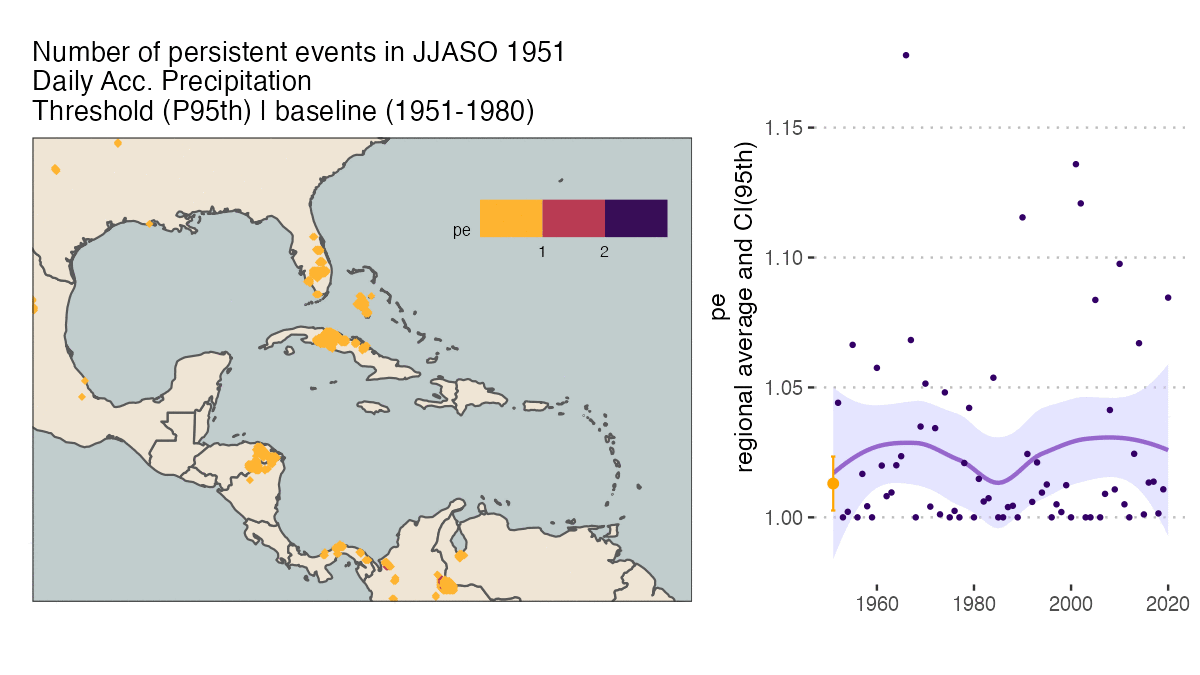 Number of persistent events in JJASO 1951
Daily Acc. Precipitation
Threshold (P95th) | baseline (1951-1980)
pe
1
2
pe
regional average and CI(95th)
1.15
1.10
1.05
1.00
1960
1980
2000
2020